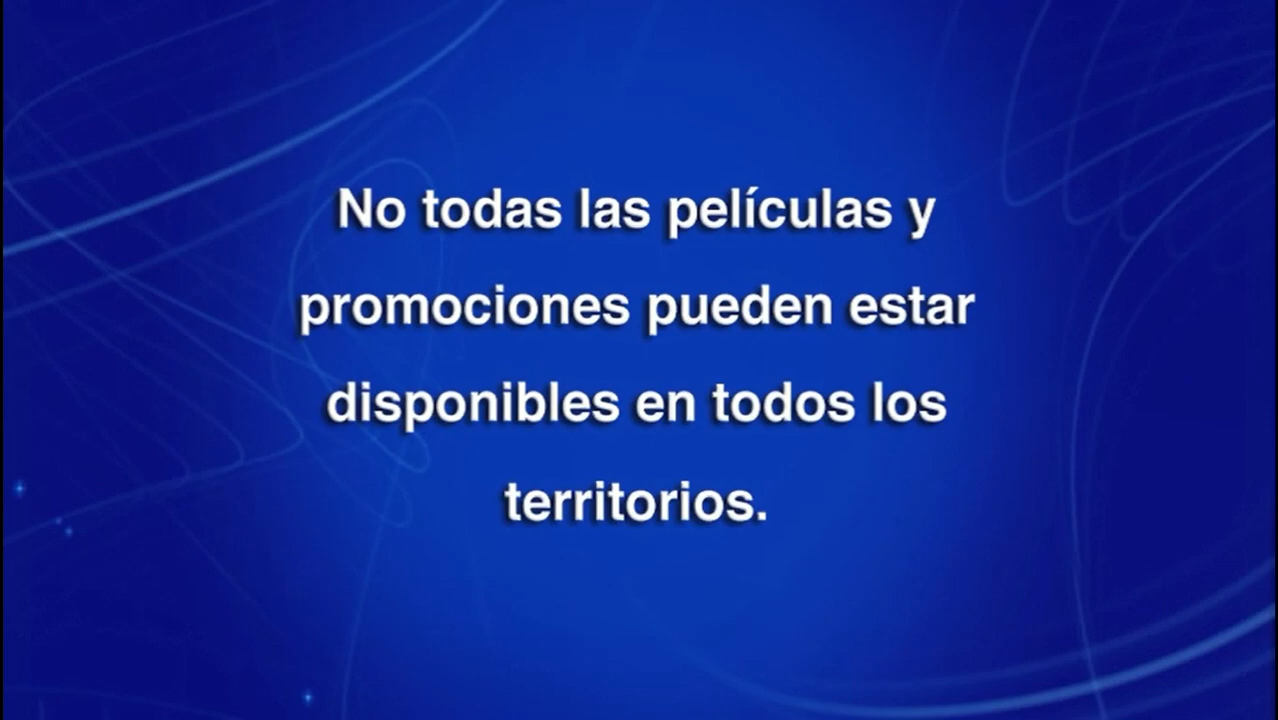 No todas las películas y
promociones pueden estar
disponibles en todos los
territorios.